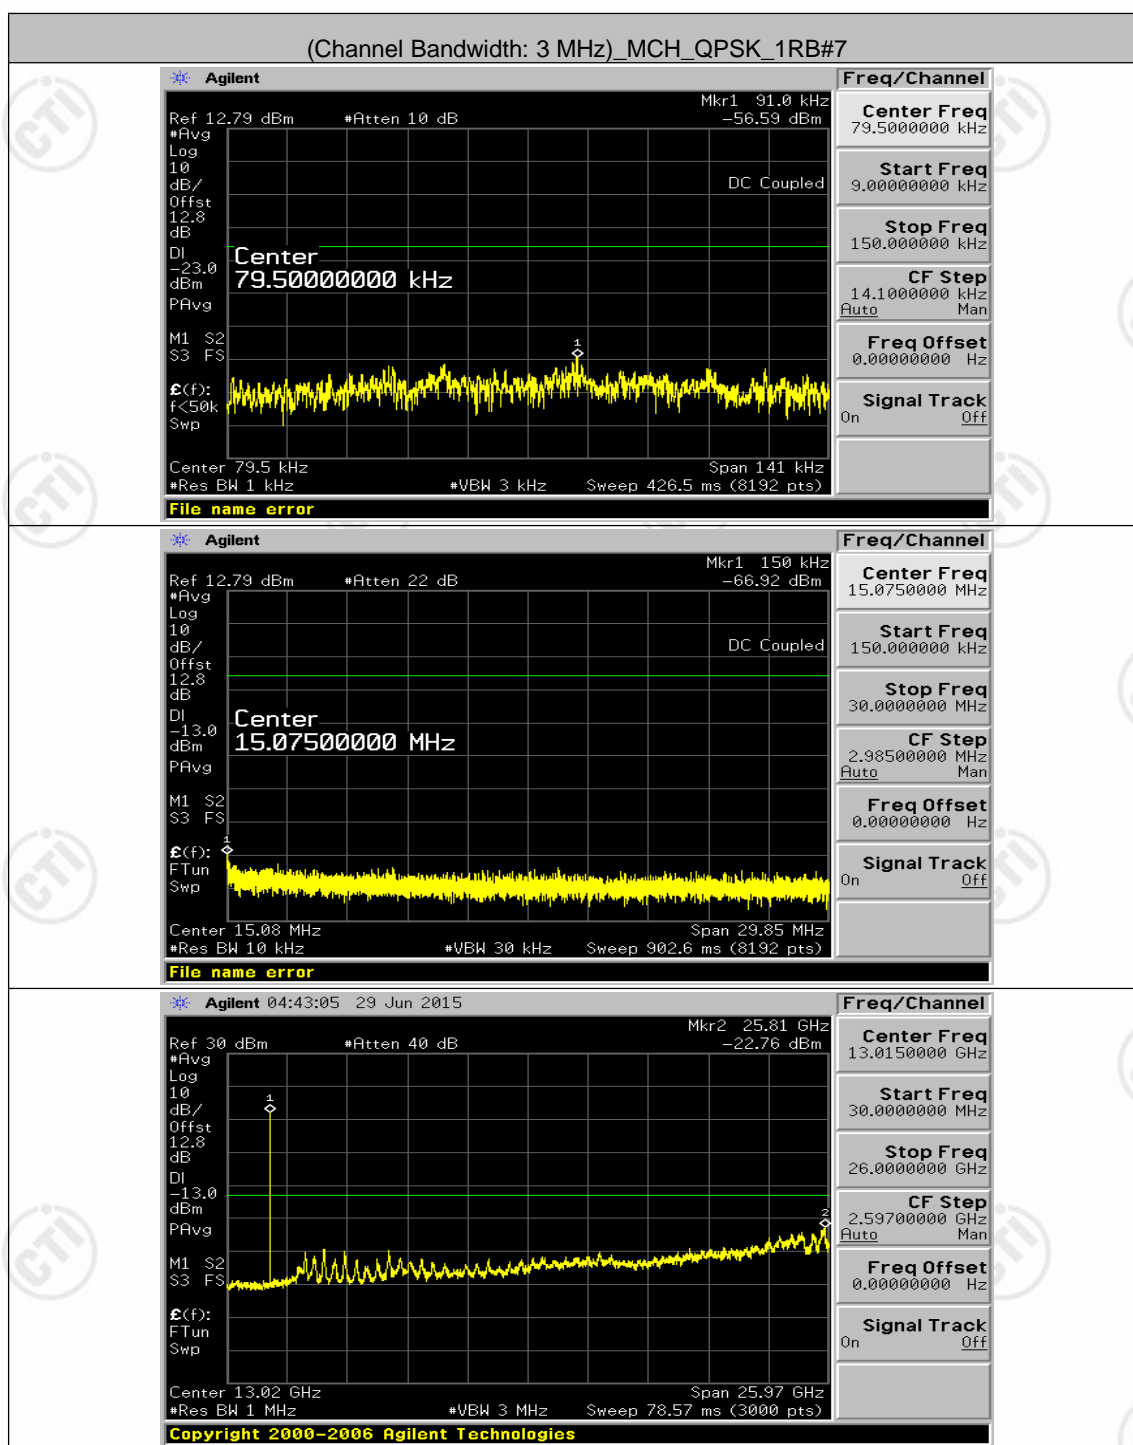 (Channel Bandwidth: 3 MHz)_MCH_QPSK_1RB#7
Agilent
Freq/Channel
Mkr1 91.0 kHz
Ref 12.79 dBm #Atten 10 dB -56.59 dBm
#Avg
Log
10
dB/
Offst
12.8
dB
DI
-23.0
dBm
PAvg
M1 S2
S3 FS
£(f):
f<50k
Swp
DC Coupled
Center
79.50000000 kHz
1
Center 79.5 kHz Span 141 kHz
#Res BW 1 kHz #VBW 3 kHz Sweep 426.5 ms (8192 pts)
File name error
Center Freq
79.5000000 kHz
Start Freq
9.00000000 kHz
Stop Freq
150.000000 kHz
CF Step
14.1000000 kHz
Auto Man
Freq Offset
0.00000000 Hz
Signal Track
On Off
Agilent
Freq/Channel
Mkr1 150 kHz
Ref 12.79 dBm #Atten 22 dB -66.92 dBm
#Avg
Log
10
dB/
Offst
12.8
dB
DI
-13.0
dBm
PAvg
M1 S2
S3 FS
£(f):
FTun
Swp
DC Coupled
Center
15.07500000 MHz
1
Center 15.08 MHz Span 29.85 MHz
#Res BW 10 kHz #VBW 30 kHz Sweep 902.6 ms (8192 pts)
File name error
Center Freq
15.0750000 MHz
Start Freq
150.000000 kHz
Stop Freq
30.0000000 MHz
CF Step
2.98500000 MHz
Auto Man
Freq Offset
0.00000000 Hz
Signal Track
On Off
Agilent 04:43:05 29 Jun 2015
Freq/Channel
Mkr2 25.81 GHz
Ref 30 dBm #Atten 40 dB -22.76 dBm
#Avg
Log
10
dB/
Offst
12.8
dB
DI
-13.0
dBm
PAvg
M1 S2
S3 FS
£(f):
FTun
Swp
1
2
Center 13.02 GHz Span 25.97 GHz
#Res BW 1 MHz #VBW 3 MHz Sweep 78.57 ms (3000 pts)
Copyright 2000-2006 Agilent Technologies
Center Freq
13.0150000 GHz
Start Freq
30.0000000 MHz
Stop Freq
26.0000000 GHz
CF Step
2.59700000 GHz
Auto Man
Freq Offset
0.00000000 Hz
Signal Track
On Off
CTI
CTI
CTI
CTI